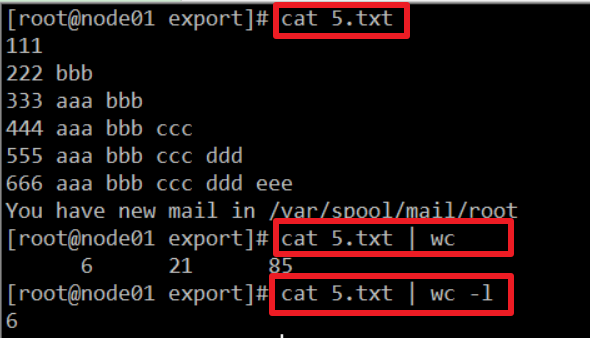 [root@node01 export]# cat 5.txt
111
222 bbb
333 aaa bbb
444 aaa bbb ccc
555 aaa bbb ccc ddd
666 aaa bbb ccc ddd eee
You have new mail in /var/spool/mail/root
[root@node01 export]# cat 5.txt | wc
      6      21      85
[root@node01 export]# cat 5.txt | wc -l
6